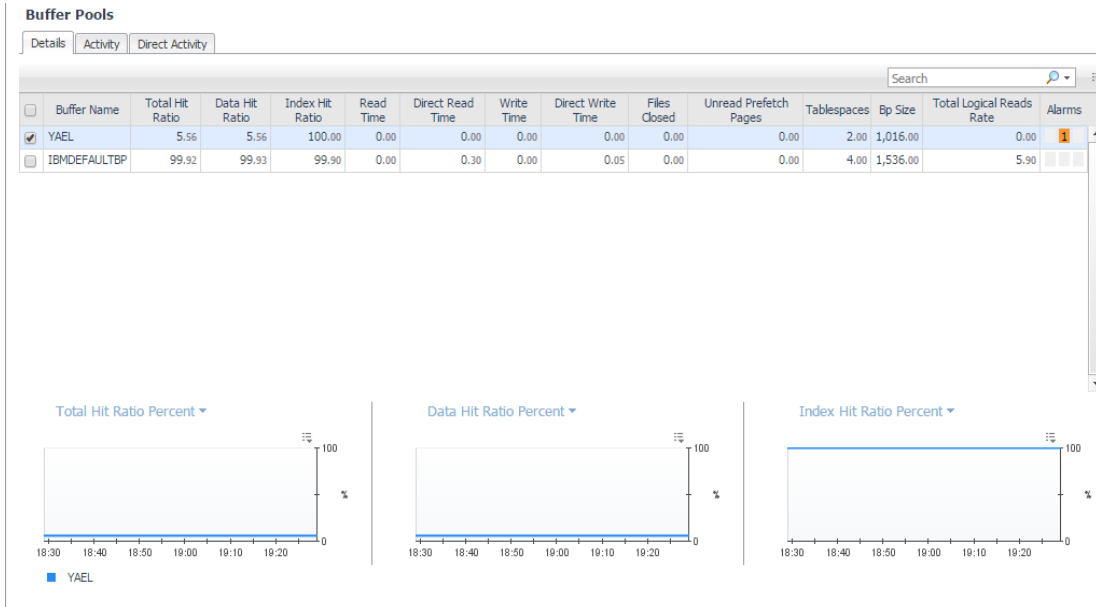 Buffer Pools
Details Activity Direct Activity
Search
Buffer Name Total Hit Ratio Data Hit Ratio Index Hit Ratio Read Time Direct Read Time Write Time Direct Write Time Files Closed Unread Prefetch Pages Tablespaces Bp Size Total Logical Reads Rate Alarms
YAEL 5.56 5.56 100.00 0.00 0.00 0.00 0.00 0.00 0.00 2.00 1,016.00 0.00 1
IBMDEFAULTBP 99.92 99.93 99.90 0.00 0.30 0.00 0.05 0.00 0.00 4.00 1,536.00 5.90
Total Hit Ratio Percent Data Hit Ratio Percent Index Hit Ratio Percent
100 100 100
% % %
0 0 0
18:30 18:40 18:50 19:00 19:10 19:20 18:30 18:40 18:50 19:00 19:10 19:20 18:30 18:40 18:50 19:00 19:10 19:20
YAEL